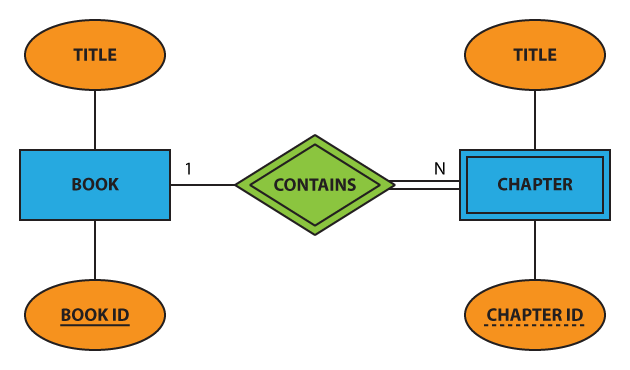 TITLE
TITLE
BOOK
1
CONTAINS
N
CHAPTER
BOOK ID
CHAPTER ID